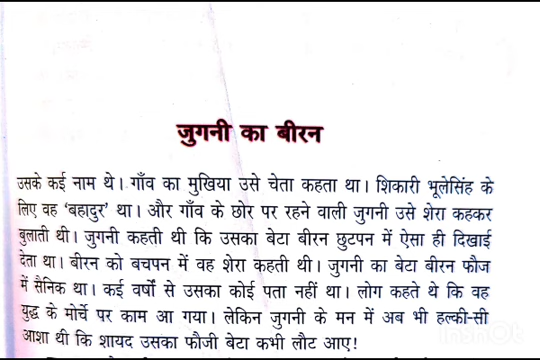 जुगनी का बीरन
उसके कई नाम थे। गाँव का मुखिया उसे चेता कहता था। शिकारी भूलेसिंह के
लिए वह 'बहादुर' था। और गाँव के छोर पर रहने वाली जुगनी उसे शेरा कहकर
बुलाती थी। जुगनी कहती थी कि उसका बेटा बीरन छुटपन में ऐसा ही दिखाई
देता था। बीरन को बचपन में वह शेरा कहती थी। जुगनी का बेटा बीरन फौज
में सैनिक था। कई वर्षों से उसका कोई पता नहीं था। लोग कहते थे कि वह
युद्ध के मोर्चे पर काम आ गया। लेकिन जुगनी के मन में अब भी हल्की-सी
आशा थी कि शायद उसका फौजी बेटा कभी लौट आए!
InShOt